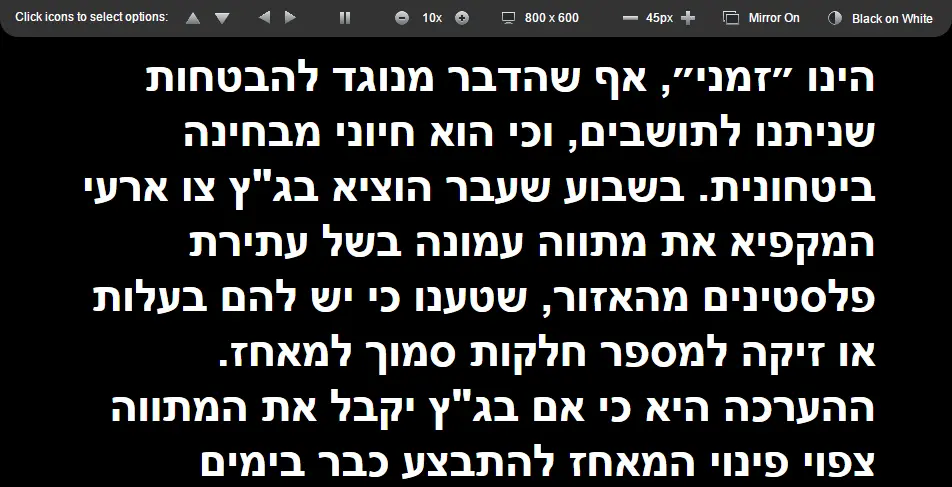 Click icons to select options: 10x 800 x 600 45px Mirror On Black on White
הינו ״זמני״, אף שהדבר מנוגד להבטחות
שניתנו לתושבים, וכי הוא חיוני מבחינה
ביטחונית. בשבוע שעבר הוציא בג"ץ צו ארעי
המקפיא את מתווה עמונה בשל עתירת
פלסטינים מהאזור, שטענו כי יש להם בעלות
או זיקה למספר חלקות סמוך למאחז.
ההערכה היא כי אם בג"ץ יקבל את המתווה
צפוי פינוי המאחז להתבצע כבר בימים